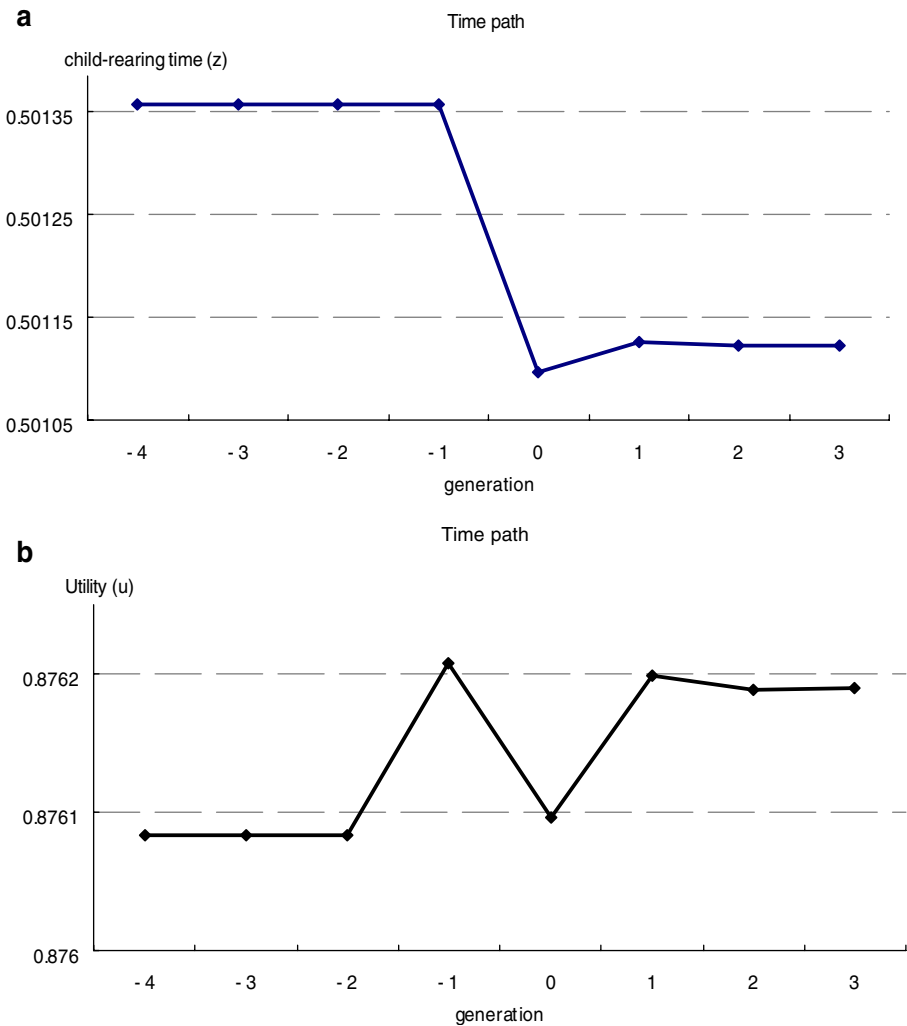 a
Time path
child-rearing time (z)
0.50135
0.50125
0.50115
0.50105
- 4 - 3 - 2 - 1 0 1 2 3
generation
Time path
b
Utility (u)
0.8762
0.8761
0.876
- 4 - 3 - 2 - 1 0 1 2 3
generation